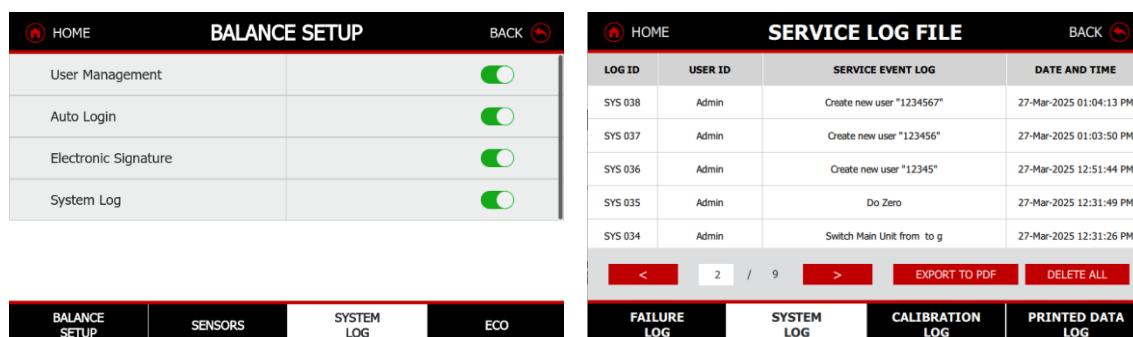 HOME BALANCE SETUP BACK
User Management
Auto Login
Electronic Signature
System Log
BALANCE SETUP SENSORS SYSTEM LOG ECO
HOME SERVICE LOG FILE BACK
LOG ID USER ID SERVICE EVENT LOG DATE AND TIME
SYS 038 Admin Create new user "1234567" 27-Mar-2025 01:04:13 PM
SYS 037 Admin Create new user "123456" 27-Mar-2025 01:03:50 PM
SYS 036 Admin Create new user "12345" 27-Mar-2025 12:51:44 PM
SYS 035 Admin Do Zero 27-Mar-2025 12:31:49 PM
SYS 034 Admin Switch Main Unit from to g 27-Mar-2025 12:31:26 PM
< 2 / 9 > EXPORT TO PDF DELETE ALL
FAILURE LOG SYSTEM LOG CALIBRATION LOG PRINTED DATA LOG